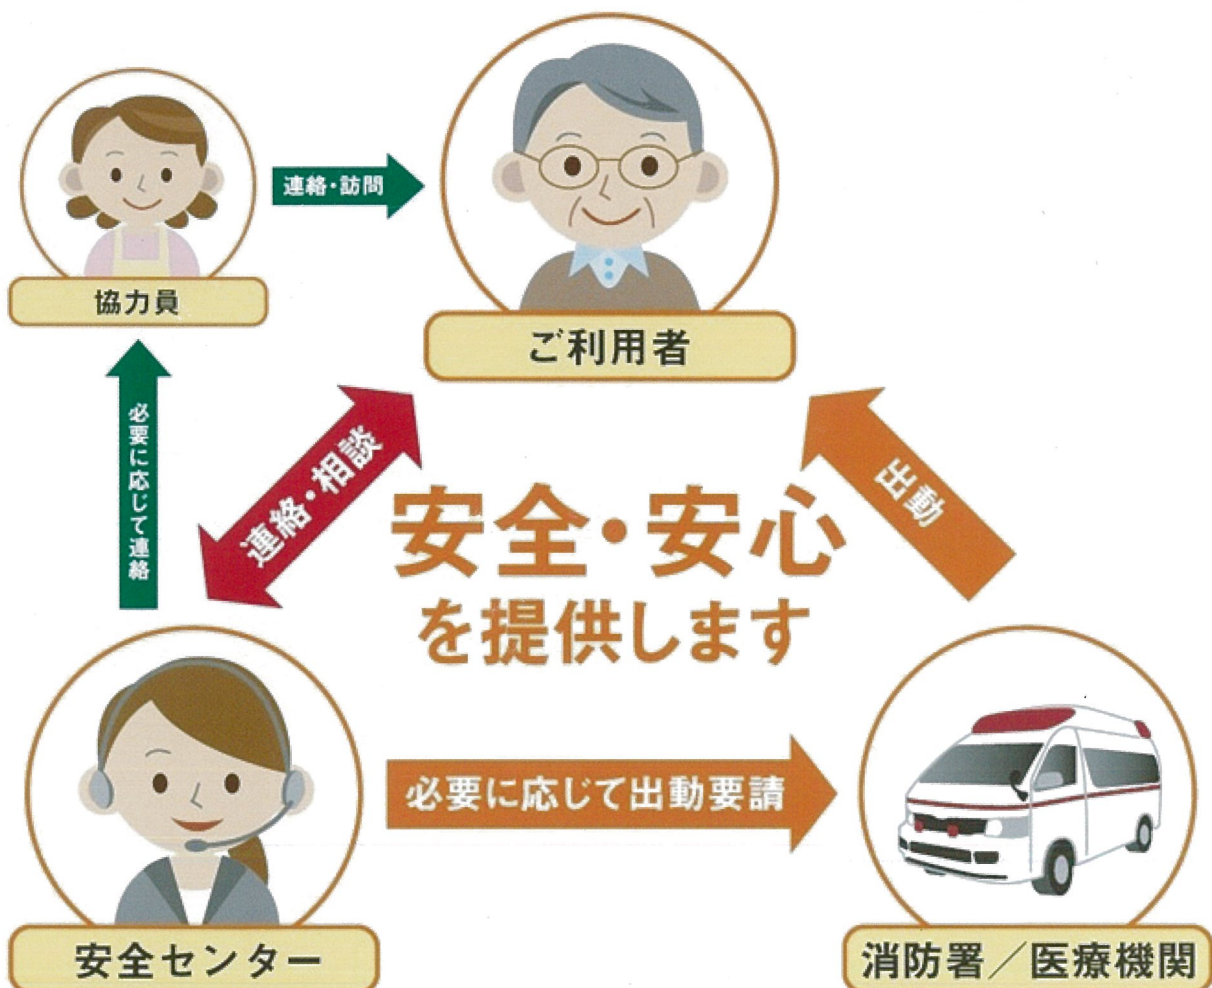 連絡・訪問
協力員
ご利用者
必要に応じて連絡
連絡・相談
出動
安全・安心
を提供します
必要に応じて出動要請
安全センター
消防署／医療機関